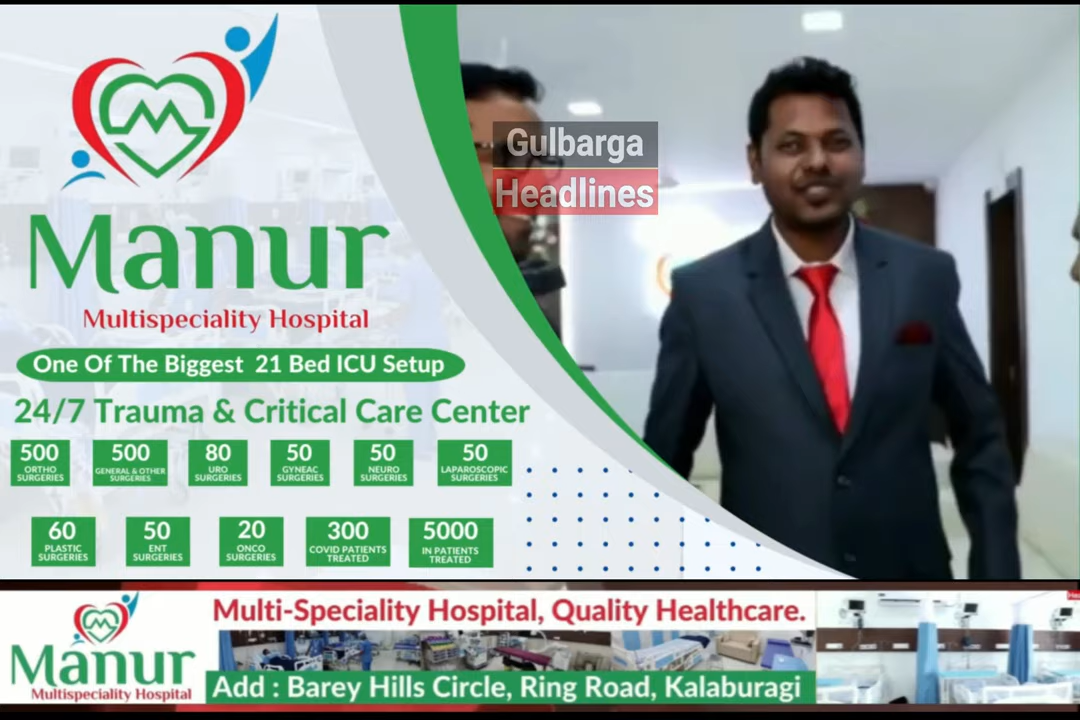 Gulbarga
Headlines
Manur
Multispeciality Hospital
One Of The Biggest 21 Bed ICU Setup
24/7 Trauma & Critical Care Center
500
ORTHO
SURGERIES
500
GENERAL & OTHER
SURGERIES
80
URO
SURGERIES
50
GYNEAC
SURGERIES
50
NEURO
SURGERIES
50
LAPAROSCOPIC
SURGERIES
60
PLASTIC
SURGERIES
50
ENT
SURGERIES
20
ONCO
SURGERIES
300
COVID PATIENTS
TREATED
5000
IN PATIENTS
TREATED
Manur
Multispeciality Hospital
Multi-Speciality Hospital, Quality Healthcare.
Add : Barey Hills Circle, Ring Road, Kalaburagi